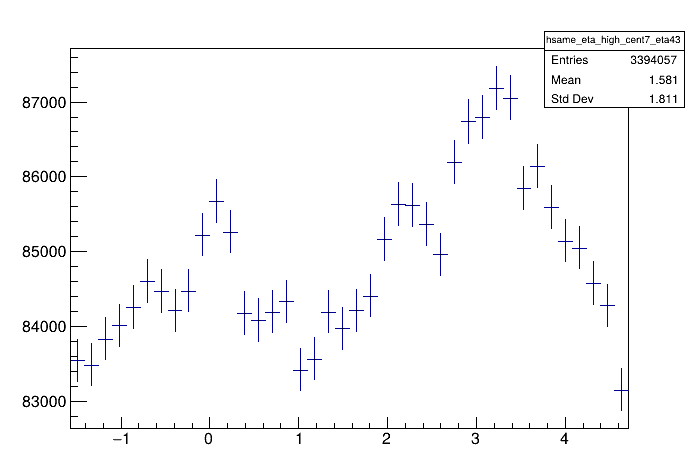 hsame_eta_high_cent7_eta43
Entries 3394057
Mean 1.581
Std Dev 1.811
87000
86000
85000
84000
83000
−1 0 1 2 3 4